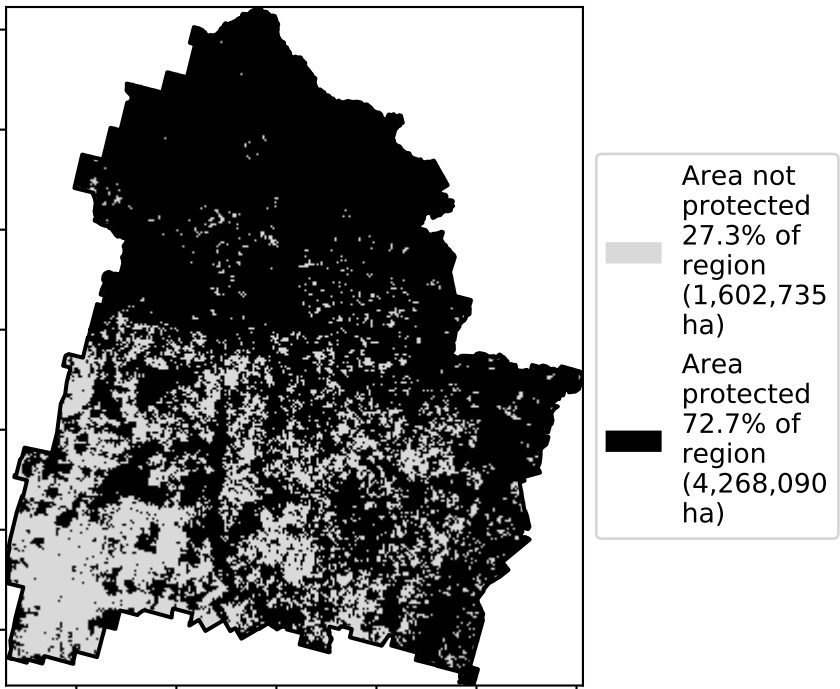 Area not
protected
27.3% of
region
(1,602,735
ha)
Area
protected
72.7% of
region
(4,268,090
ha)